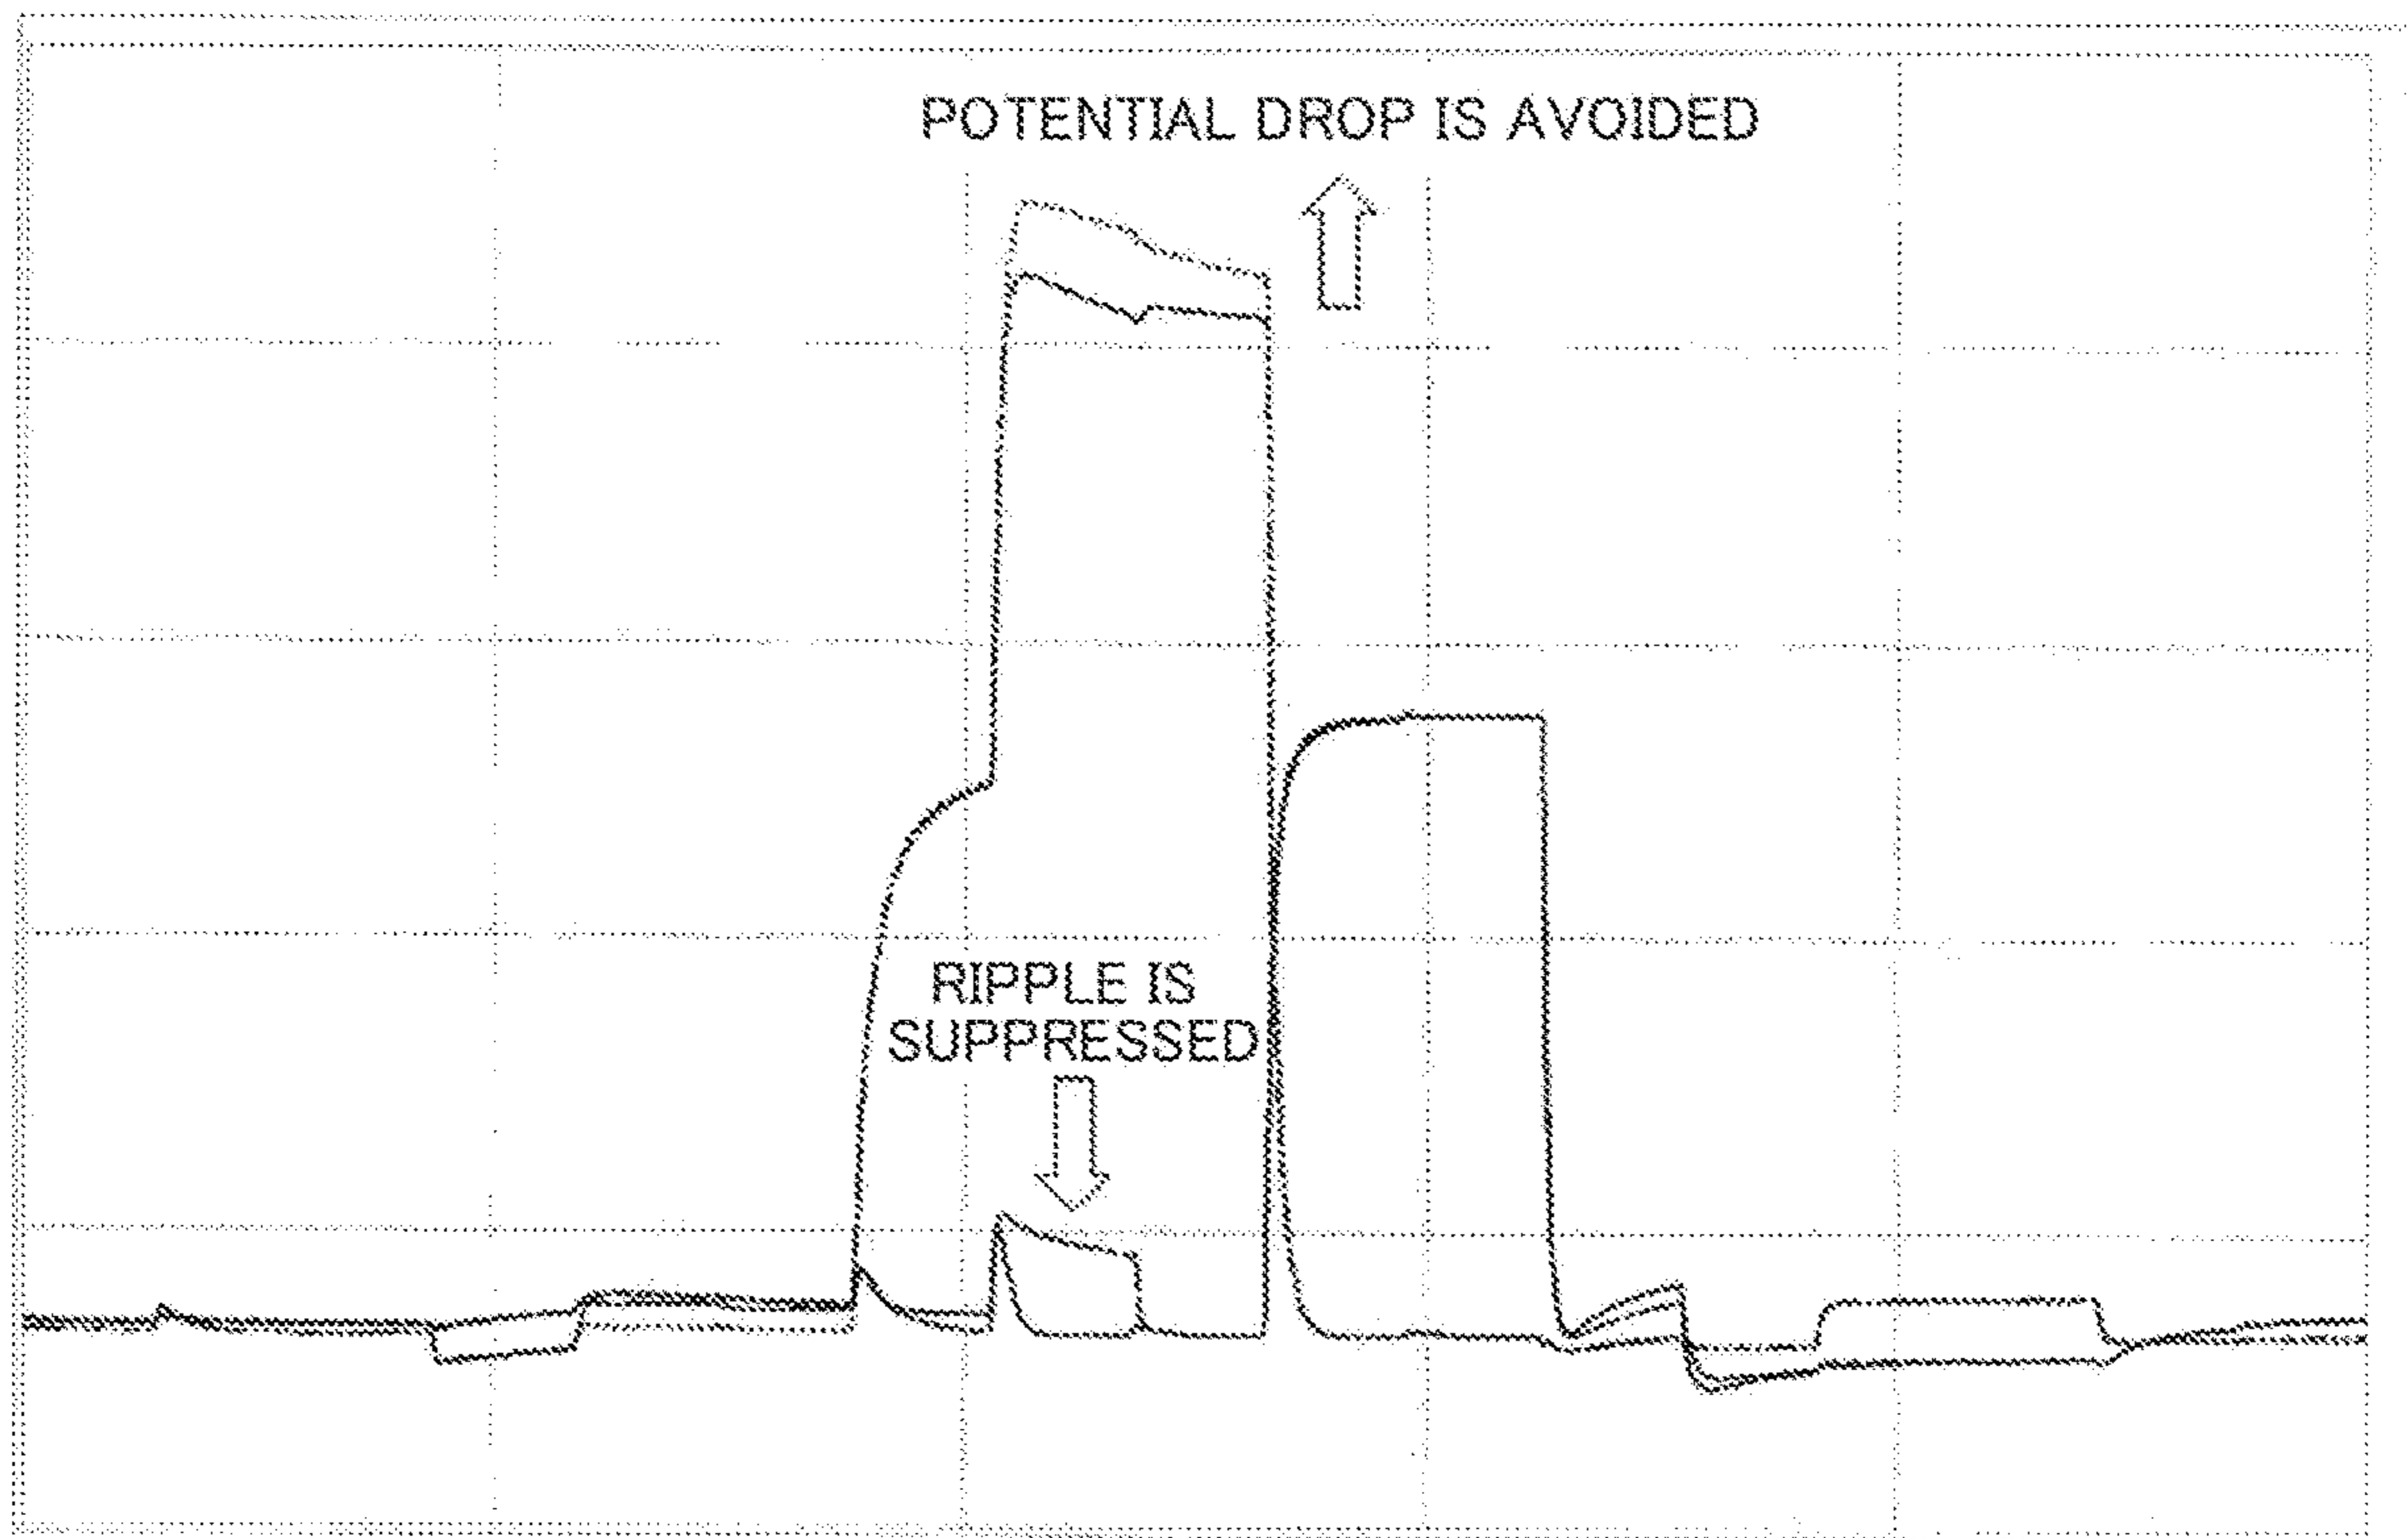 POTENTIAL DROP IS AVOIDED
RIPPLE IS
SUPPRESSED